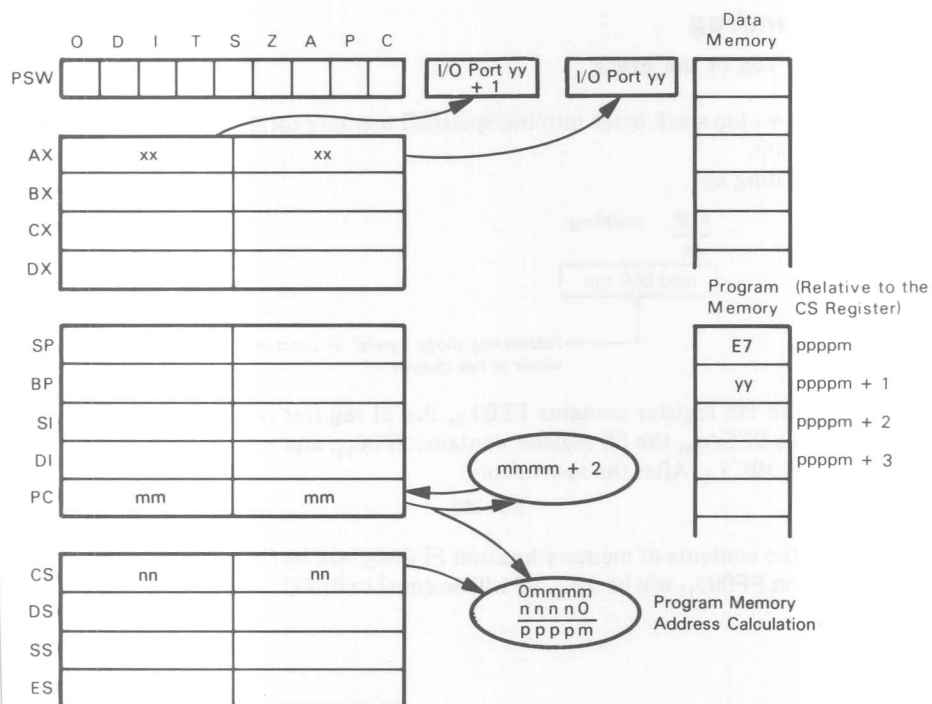 Data
Memory
O D I T S Z A P C
PSW
I/O Port yy
+ 1
I/O Port yy
AX xx xx
BX
CX
DX
Program
Memory
(Relative to the
CS Register)
SP
BP
SI
DI
PC mm mm
E7 ppppm
yy ppppm + 1
ppppm + 2
ppppm + 3
mmmm + 2
CS nn nn
DS
SS
ES
0mmmm
nnnn0
ppppm
Program Memory
Address Calculation